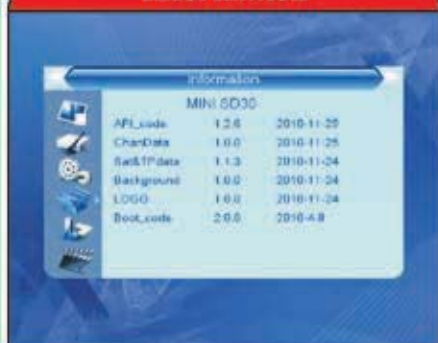 Information
MINI SD30
API_code 1.2.6 2010-11-25
ChanData 1.0.0 2010-11-25
Sat&TPdata 1.1.3 2010-11-24
Background 1.0.0 2010-11-24
LOGO 1.0.0 2010-11-24
Boot_code 2.0.0 2010-4.8